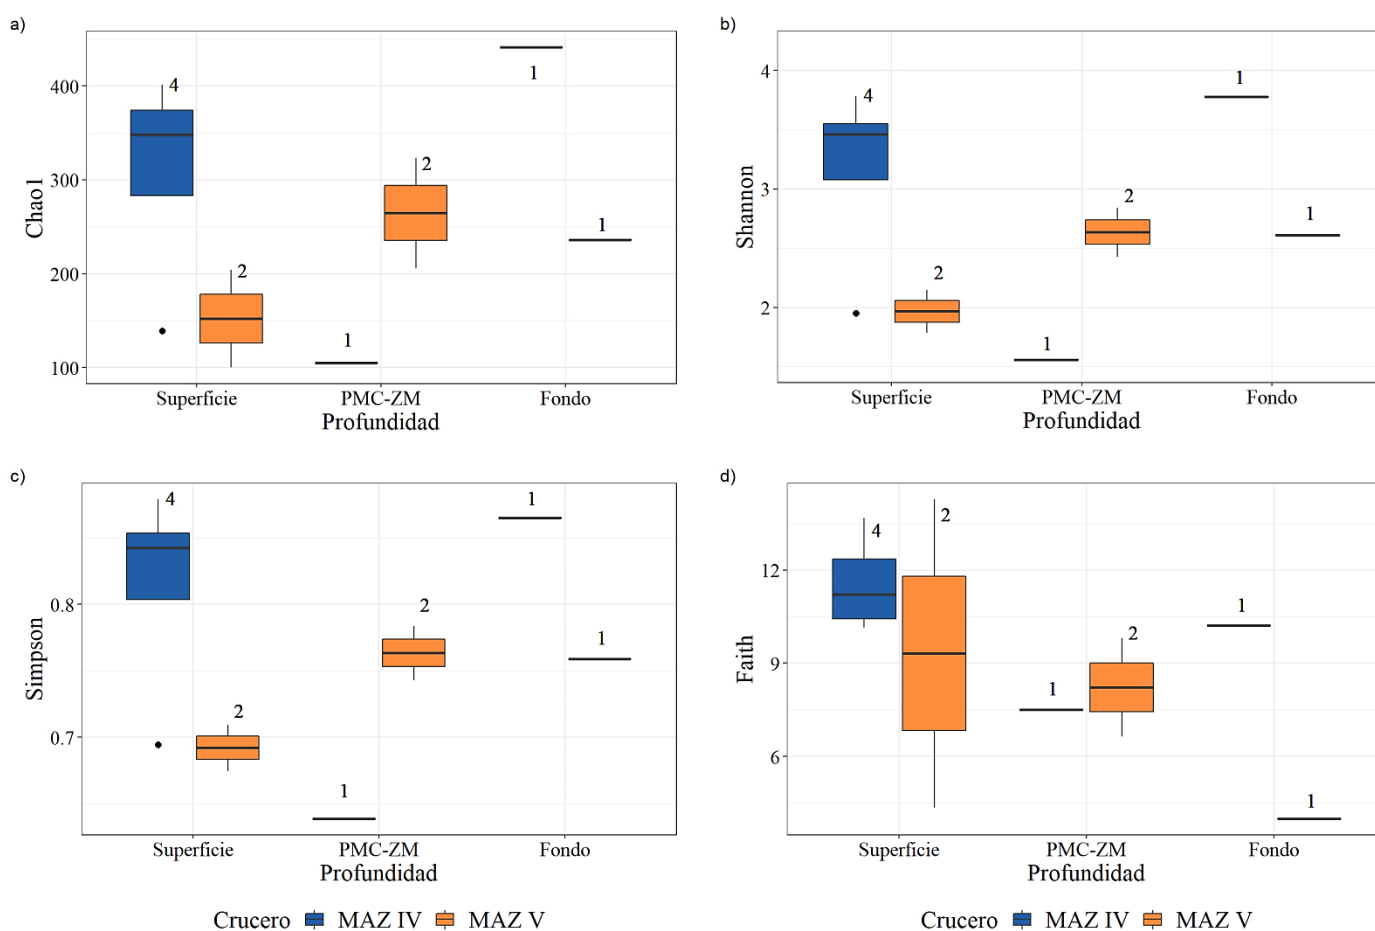 a)
400
300
200
100
Chao1
4
2
1
2
1
1
Superficie PMC-ZM Fondo
Profundidad
b)
4
3
2
Shannon
4
2
1
2
1
1
Superficie PMC-ZM Fondo
Profundidad
c)
0.8
0.7
Simpson
4
2
1
2
1
1
Superficie PMC-ZM Fondo
Profundidad
Crucero MAZ IV MAZ V
d)
12
9
6
Faith
4
2
1
2
1
1
Superficie PMC-ZM Fondo
Profundidad
Crucero MAZ IV MAZ V